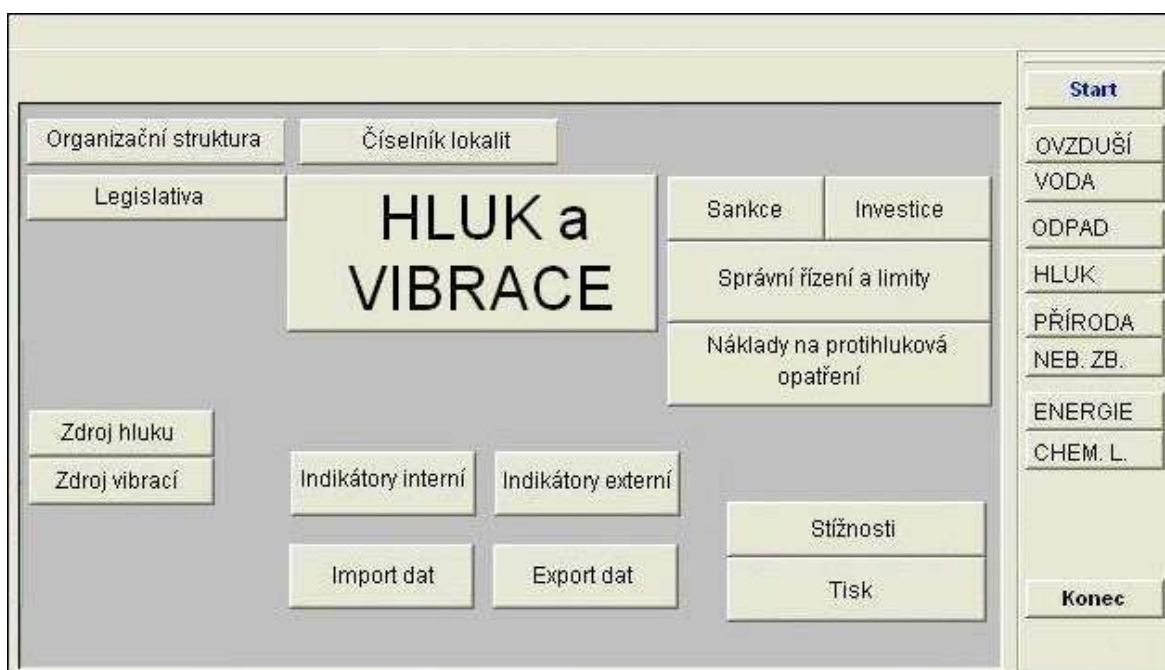 Organizační struktura
Číselník lokalit
Legislativa
HLUK a
VIBRACE
Sankce
Investice
Správní řízení a limity
Náklady na protihluková
opatření
Zdroj hluku
Zdroj vibrací
Indikátory interní
Indikátory externí
Import dat
Export dat
Stížnosti
Tisk
Start
OVZDUŠÍ
VODA
ODPAD
HLUK
PŘÍRODA
NEB. ZB.
ENERGIE
CHEM. L.
Konec